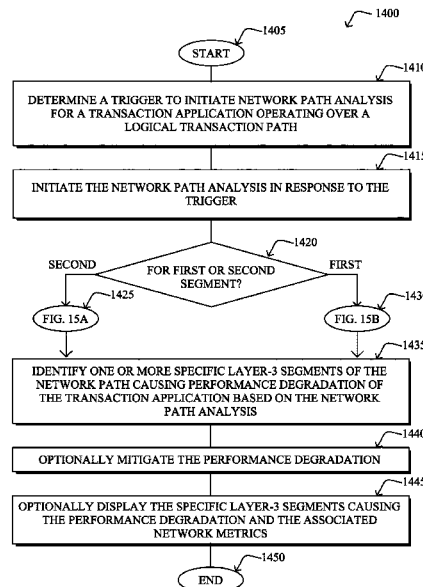 1400
1405
START
1410
DETERMINE A TRIGGER TO INITIATE NETWORK PATH ANALYSIS
FOR A TRANSACTION APPLICATION OPERATING OVER A
LOGICAL TRANSACTION PATH
1415
INITIATE THE NETWORK PATH ANALYSIS IN RESPONSE TO THE
TRIGGER
1420
SECOND
FOR FIRST OR SECOND
SEGMENT?
FIRST
1425
FIG. 15A
FIG. 15B
1435
IDENTIFY ONE OR MORE SPECIFIC LAYER-3 SEGMENTS OF THE
NETWORK PATH CAUSING PERFORMANCE DEGRADATION OF
THE TRANSACTION APPLICATION BASED ON THE NETWORK
PATH ANALYSIS
1440
OPTIONALLY MITIGATE THE PERFORMANCE DEGRADATION
1445
OPTIONALLY DISPLAY THE SPECIFIC LAYER-3 SEGMENTS CAUSING
THE PERFORMANCE DEGRADATION AND THE ASSOCIATED
NETWORK METRICS
1450
END